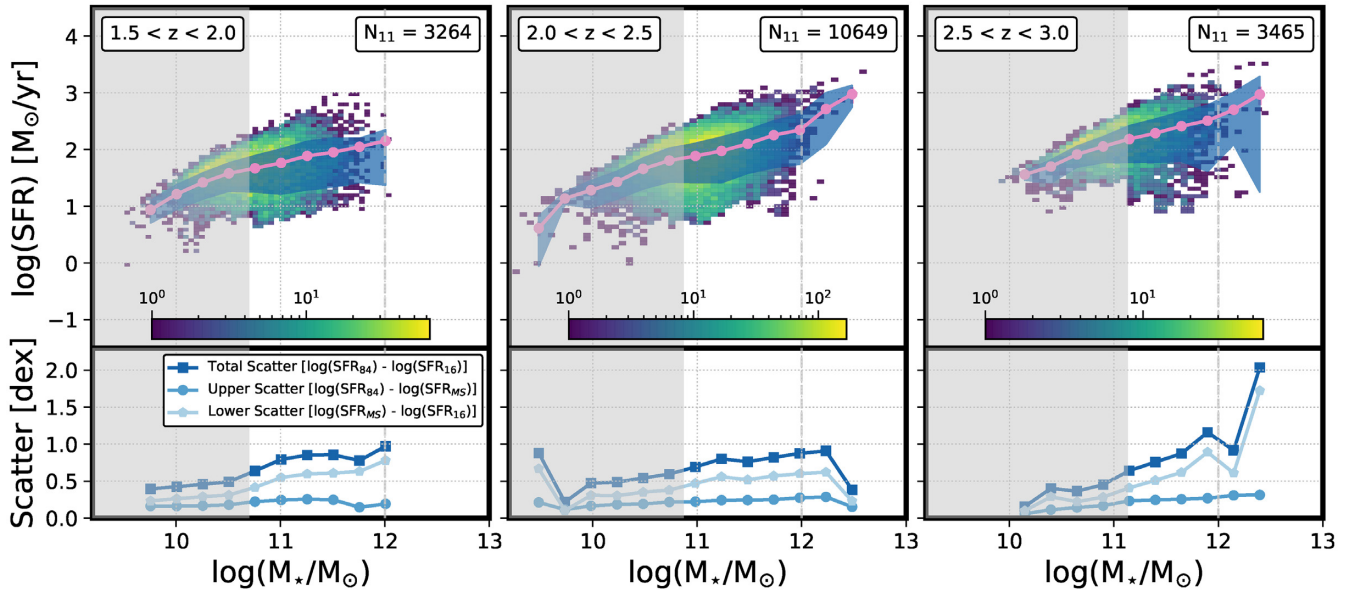 1.5 < z < 2.0 N₁₁ = 3264
2.0 < z < 2.5 N₁₁ = 10649
2.5 < z < 3.0 N₁₁ = 3465
log(SFR) [M⊙/yr]
4
3
2
1
0
−1
10⁰ 10¹
10⁰ 10¹ 10²
10⁰ 10¹
Scatter [dex]
2.0
1.5
1.0
0.5
0.0
Total Scatter [log(SFR₈₄) - log(SFR₁₆)]
Upper Scatter [log(SFR₈₄) - log(SFR_MS)]
Lower Scatter [log(SFR_MS) - log(SFR₁₆)]
10 11 12 13
10 11 12 13
10 11 12 13
log(M⋆/M⊙)
log(M⋆/M⊙)
log(M⋆/M⊙)